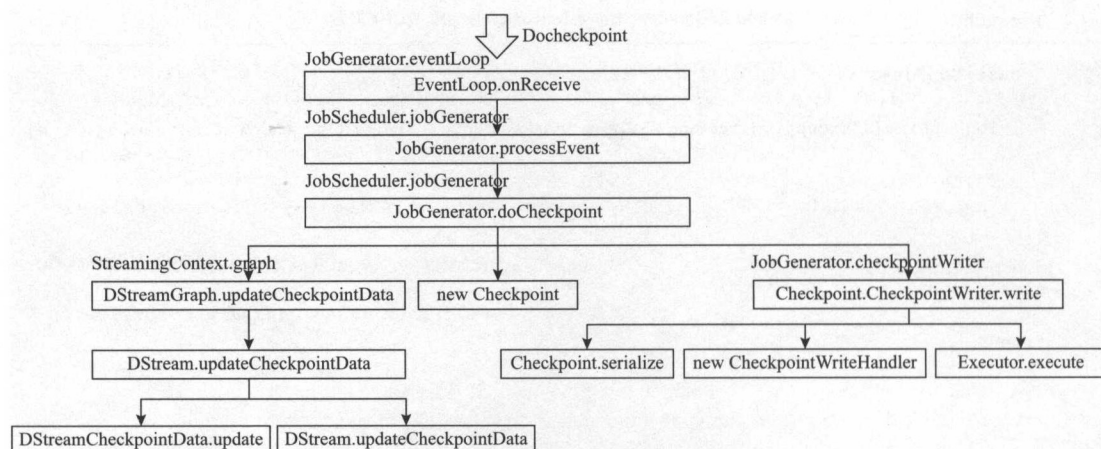 Docheckpoint
JobGenerator.eventLoop
EventLoop.onReceive
JobScheduler.jobGenerator
JobGenerator.processEvent
JobScheduler.jobGenerator
JobGenerator.doCheckpoint
StreamingContext.graph
JobGenerator.checkpointWriter
DStreamGraph.updateCheckpointData
new Checkpoint
Checkpoint.CheckpointWriter.write
DStream.updateCheckpointData
Checkpoint.serialize
new CheckpointWriteHandler
Executor.execute
DStreamCheckpointData.update
DStream.updateCheckpointData